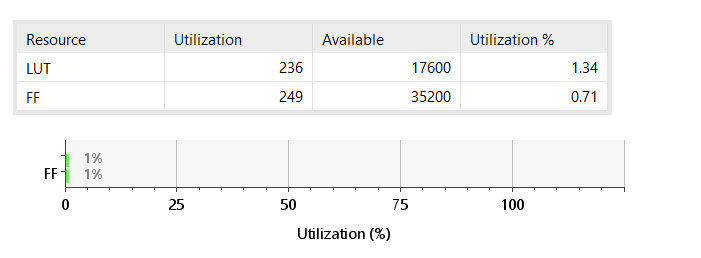 Resource Utilization Available Utilization %
LUT 236 17600 1.34
FF 249 35200 0.71
1%
FF 1%
0 25 50 75 100
Utilization (%)